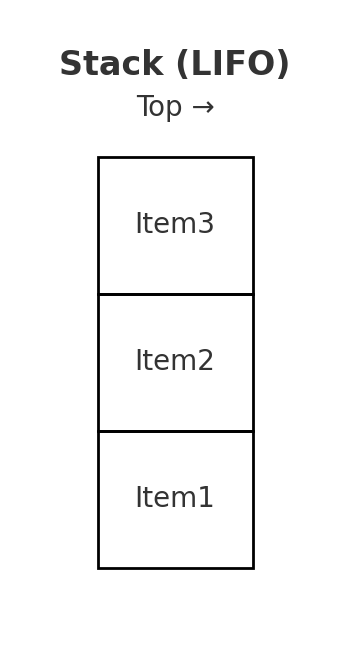 Stack (LIFO)
Top →
Item3
Item2
Item1